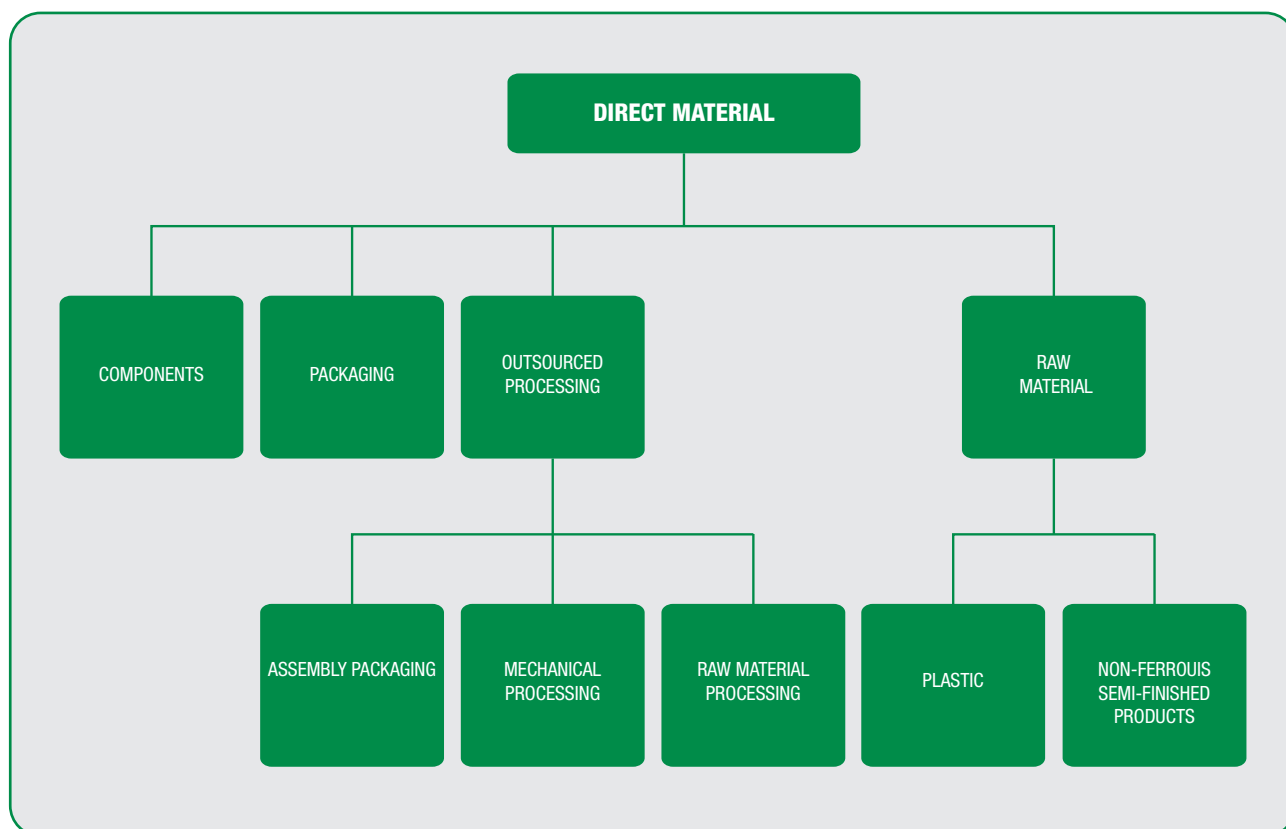 DIRECT MATERIAL
COMPONENTS
PACKAGING
OUTSOURCED
PROCESSING
RAW
MATERIAL
ASSEMBLY PACKAGING
MECHANICAL
PROCESSING
RAW MATERIAL
PROCESSING
PLASTIC
NON-FERROUIS
SEMI-FINISHED
PRODUCTS